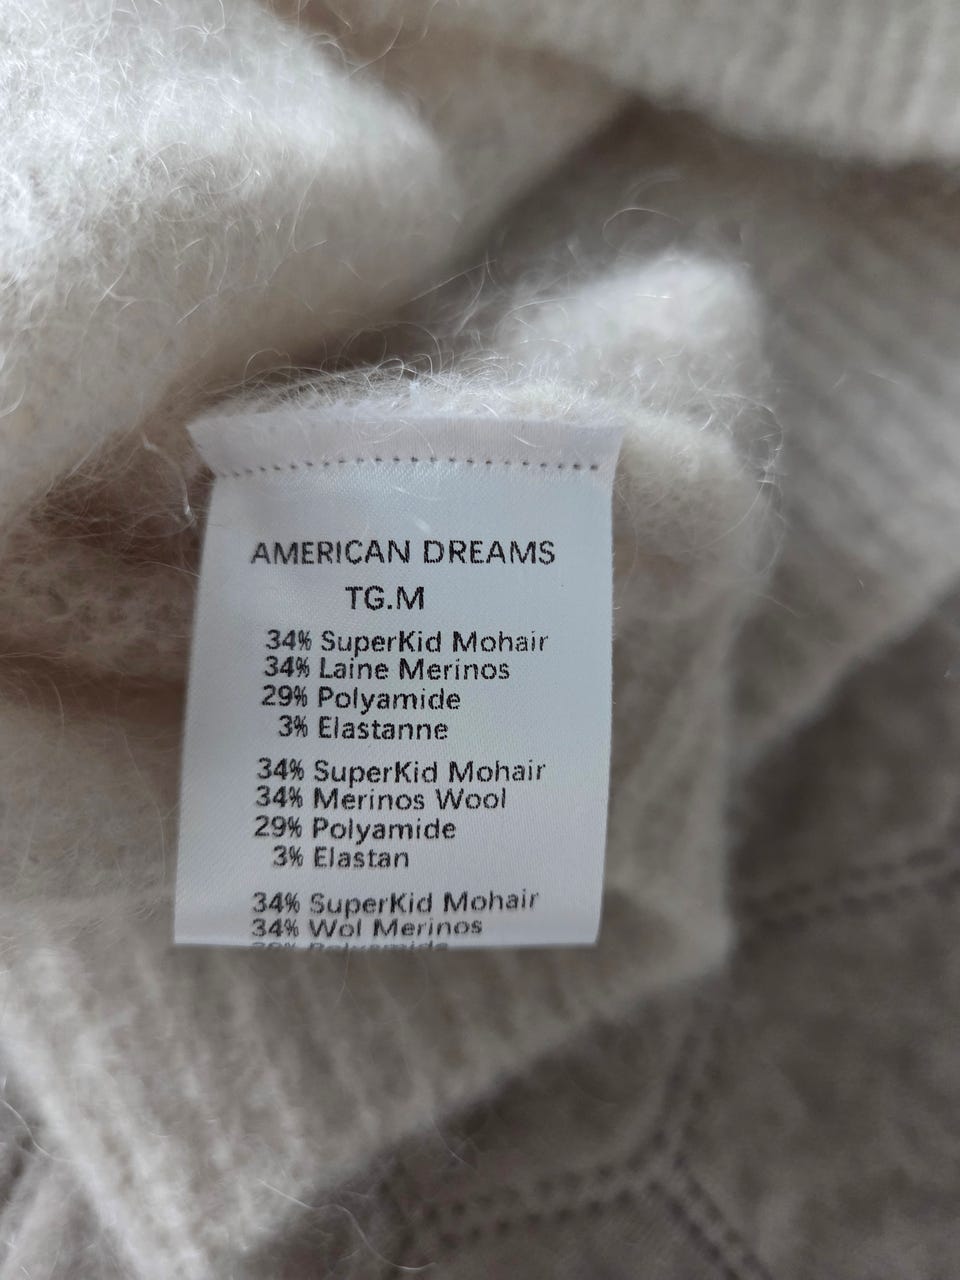 AMERICAN DREAMS
TG.M
34% SuperKid Mohair
34% Laine Merinos
29% Polyamide
3% Elastanne
34% SuperKid Mohair
34% Merinos Wool
29% Polyamide
3% Elastan
34% SuperKid Mohair
34% Wol Merinos